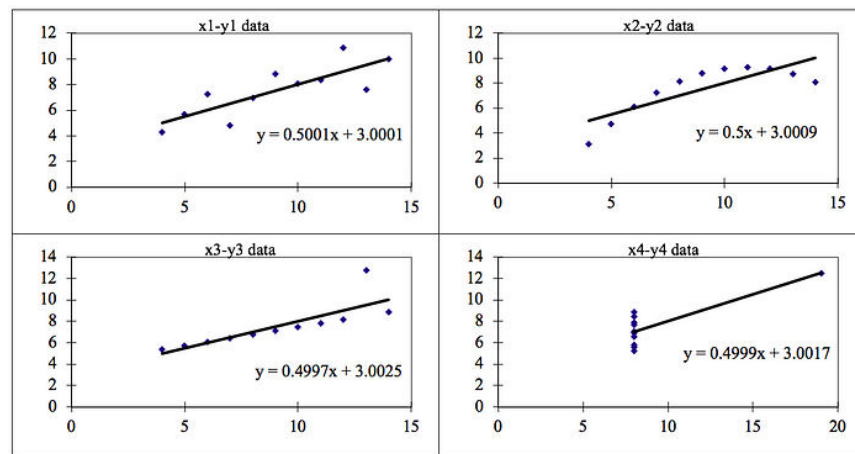 x1-y1 data
12
10
8
6
4
2
0
y = 0.5001x + 3.0001
0 5 10 15
x2-y2 data
12
10
8
6
4
2
0
y = 0.5x + 3.0009
0 5 10 15
x3-y3 data
14
12
10
8
6
4
2
0
y = 0.4997x + 3.0025
0 5 10 15
x4-y4 data
14
12
10
8
6
4
2
0
y = 0.4999x + 3.0017
0 5 10 15 20